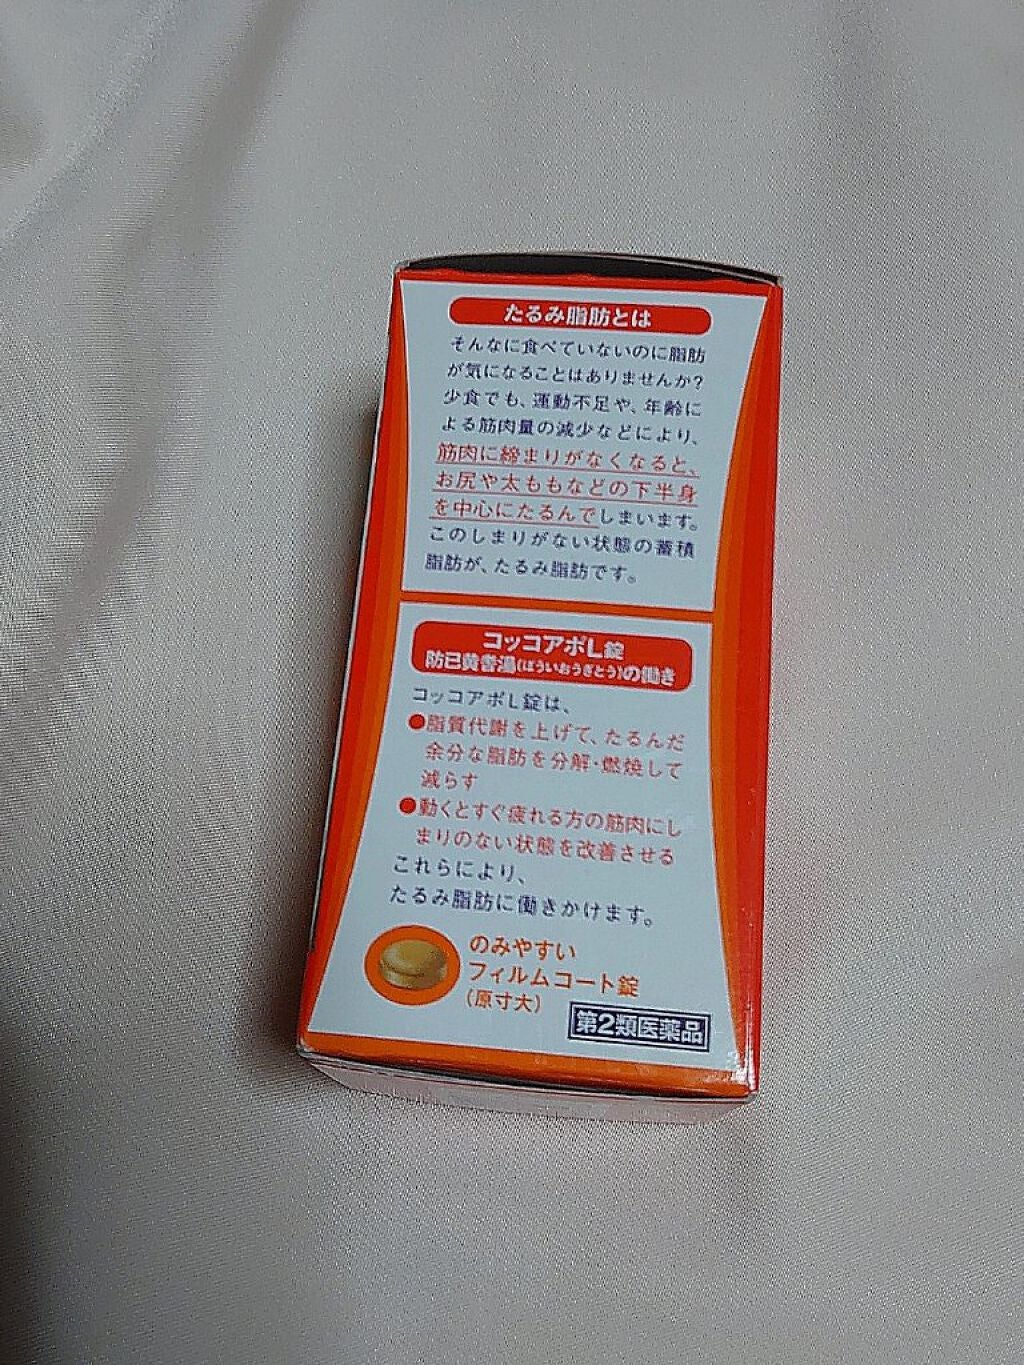 たるみ脂肪とは
そんなに食べていないのに脂肪
が気になることはありませんか?
少食でも、運動不足や、年齢に
よる筋肉量の減少などにより、
筋肉に締まりがなくなると、
お尻や太ももなどの下半身
を中心にたるんでしまいます。
このしまりがない状態の蓄積
脂肪が、たるみ脂肪です。
コッコアポL錠
防已黄耆湯(ぼういおうぎとう)の働き
コッコアポL錠は、
●脂質代謝を上げて、たるんだ
余分な脂肪を分解・燃焼して
減らす
●動くとすぐ疲れる方の筋肉にし
まりのない状態を改善させる
これらにより、
たるみ脂肪に働きかけます。
のみやすい
フィルムコート錠
(原寸大)
第2類医薬品